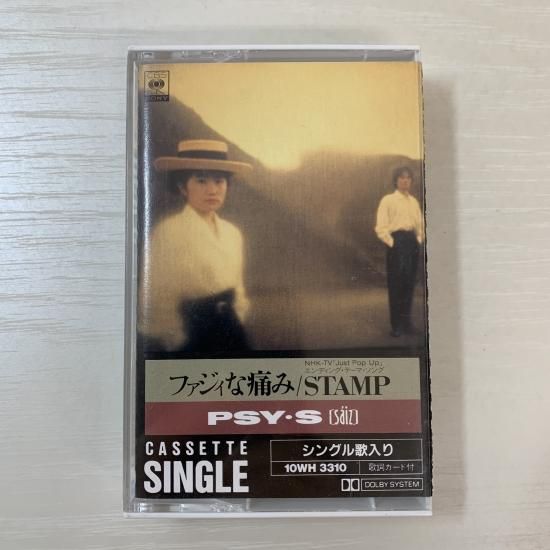 CBS
SONY
NHK-TV「Just Pop Up」
エンディング・テーマ・ソング
ファジィな痛み/STAMP
PSY・S [sáiz]
CASSETTE
SINGLE
シングル歌入り
10WH 3310 歌詞カード付
DOLBY SYSTEM